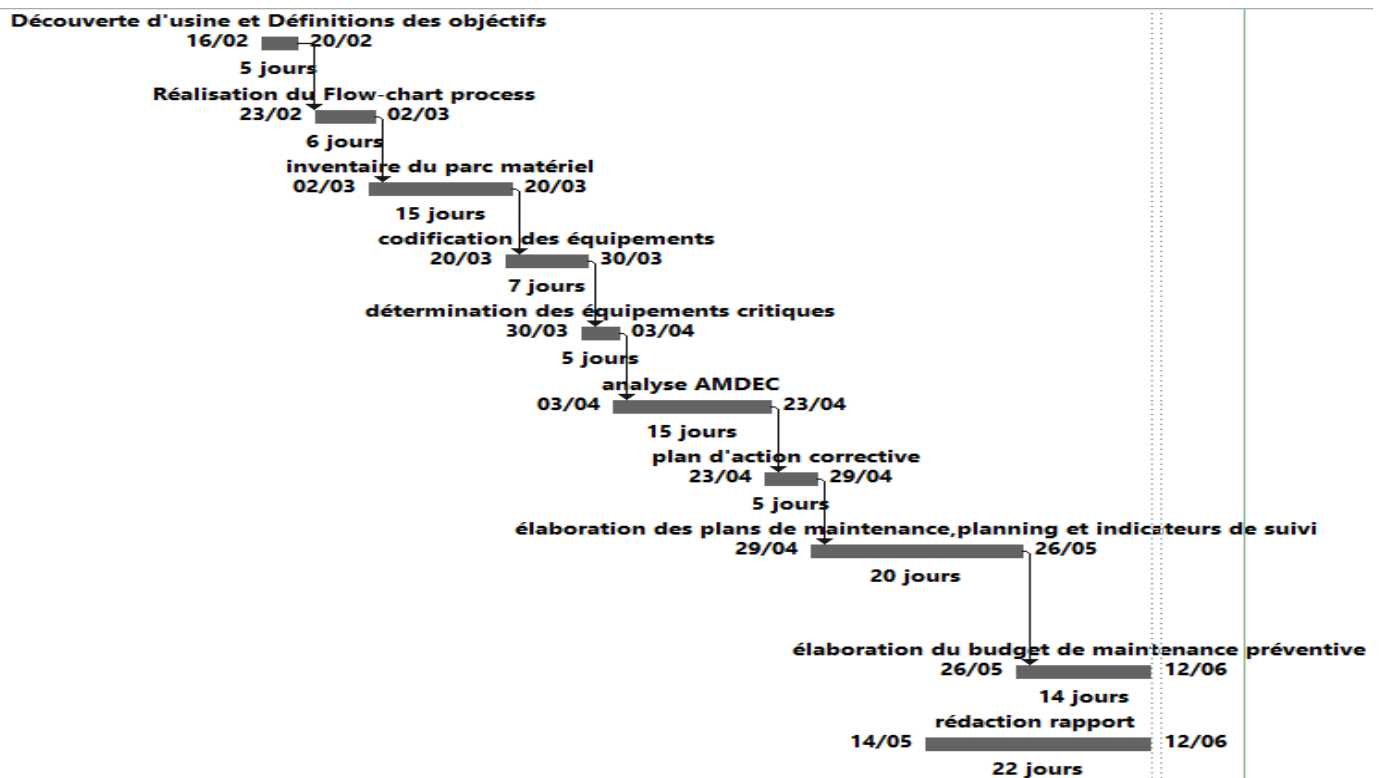 Découverte d'usine et Définitions des objéctifs
16/02 20/02
5 jours
Réalisation du Flow-chart process
23/02 02/03
6 jours
inventaire du parc matériel
02/03 20/03
15 jours
codification des équipements
20/03 30/03
7 jours
détermination des équipements critiques
30/03 03/04
5 jours
analyse AMDEC
03/04 23/04
15 jours
plan d'action corrective
23/04 29/04
5 jours
élaboration des plans de maintenance,planning et indicateurs de suivi
29/04 26/05
20 jours
élaboration du budget de maintenance préventive
26/05 12/06
14 jours
rédaction rapport
14/05 12/06
22 jours